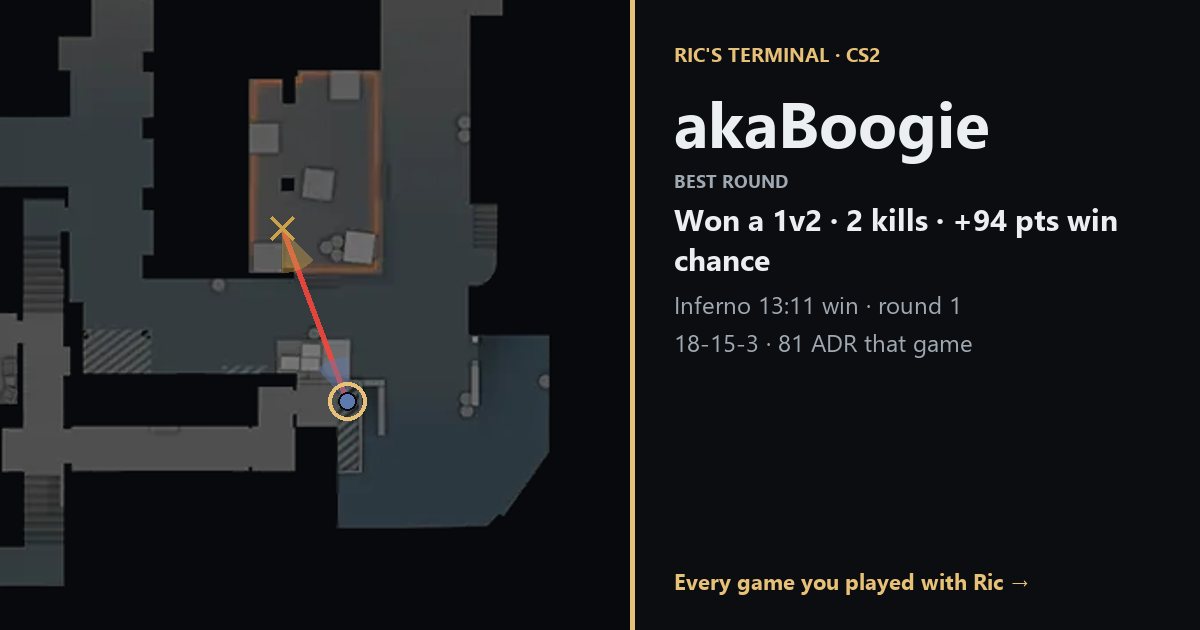 RIC'S TERMINAL · CS2
akaBoogie
BEST ROUND
Won a 1v2 · 2 kills · +94 pts win
chance
Inferno 13:11 win · round 1
18-15-3 · 81 ADR that game
Every game you played with Ric →